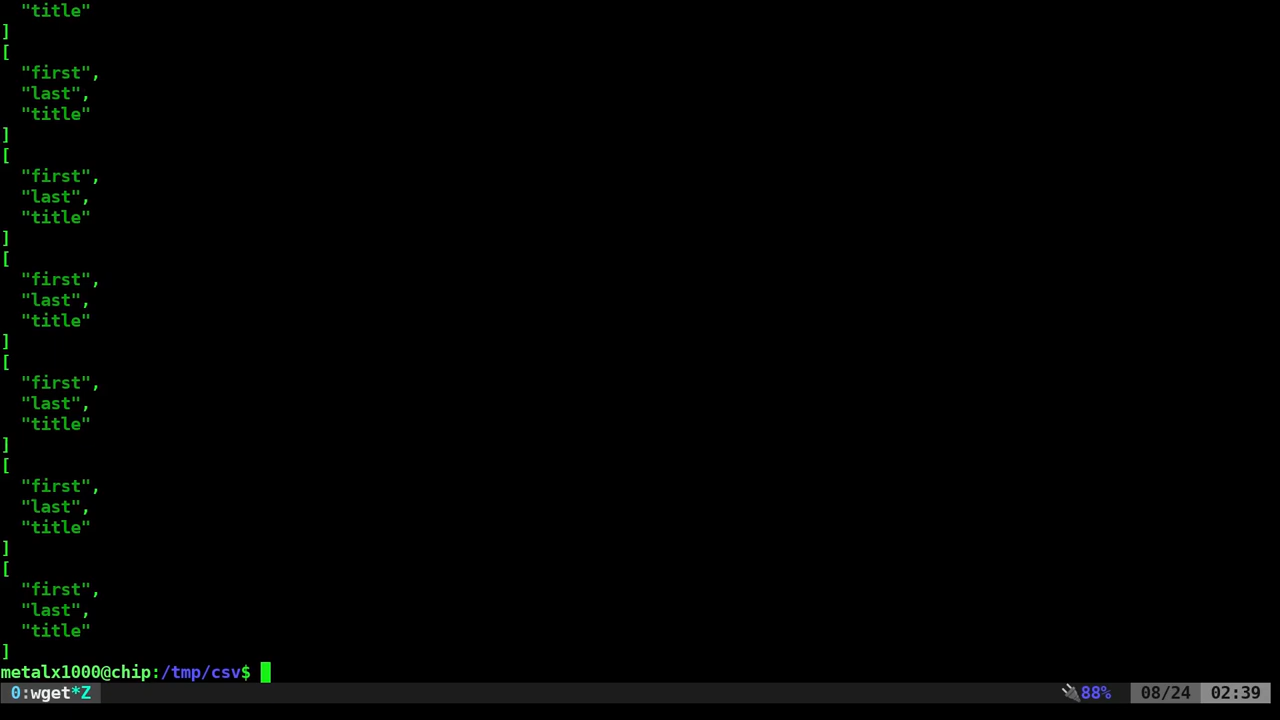 "title"
]
[
  "first",
  "last",
  "title"
]
[
  "first",
  "last",
  "title"
]
[
  "first",
  "last",
  "title"
]
[
  "first",
  "last",
  "title"
]
[
  "first",
  "last",
  "title"
]
[
  "first",
  "last",
  "title"
]
metalx1000@chip:/tmp/csv$
0:wget*Z 🔌88% 08/24 02:39